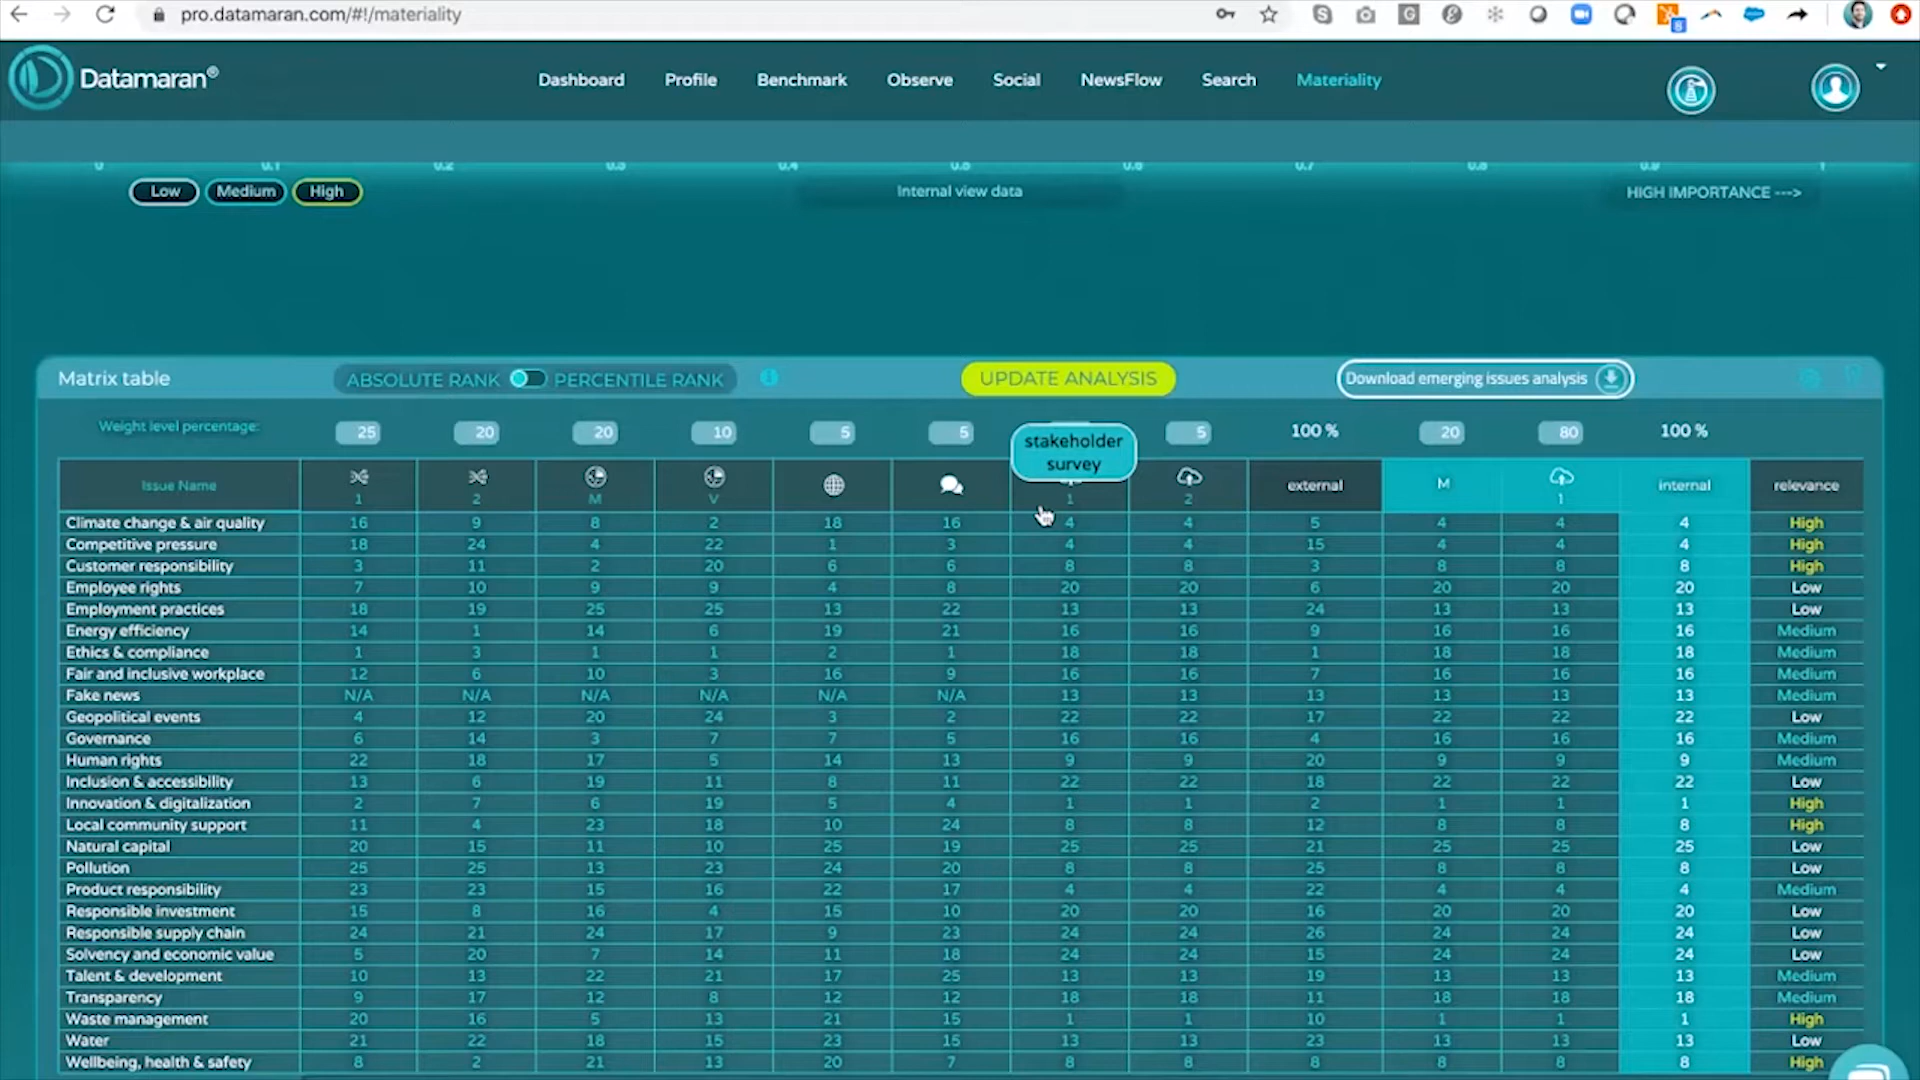 pro.datamaran.com/#!/materiality
Datamaran®
Dashboard Profile Benchmark Observe Social NewsFlow Search Materiality
0 0.1 0.2 0.3 0.4 0.5 0.6 0.7 0.8 0.9 1
Low Medium High Internal view data HIGH IMPORTANCE --->
Matrix table ABSOLUTE RANK PERCENTILE RANK UPDATE ANALYSIS Download emerging issues analysis
Weight level percentage: 25 20 20 10 5 5 5 100 % 20 80 100 %
stakeholder
survey
Issue Name 1 2 M V 1 2 external M 1 internal relevance
Climate change & air quality 16 9 8 2 18 16 4 4 5 4 4 4 High
Competitive pressure 18 24 4 22 1 3 4 4 15 4 4 4 High
Customer responsibility 3 11 2 20 6 6 8 8 3 8 8 8 High
Employee rights 7 10 9 9 4 8 20 20 6 20 20 20 Low
Employment practices 18 19 25 25 13 22 13 13 24 13 13 13 Low
Energy efficiency 14 1 14 6 19 21 16 16 9 16 16 16 Medium
Ethics & compliance 1 3 1 1 2 1 18 18 1 18 18 18 Medium
Fair and inclusive workplace 12 6 10 3 16 9 16 16 7 16 16 16 Medium
Fake news N/A N/A N/A N/A N/A N/A 13 13 13 13 13 13 Medium
Geopolitical events 4 12 20 24 3 2 22 22 17 22 22 22 Low
Governance 6 14 3 7 7 5 16 16 4 16 16 16 Medium
Human rights 22 18 17 5 14 13 9 9 20 9 9 9 Medium
Inclusion & accessibility 13 6 19 11 8 11 22 22 18 22 22 22 Low
Innovation & digitalization 2 7 6 19 5 4 1 1 2 1 1 1 High
Local community support 11 4 23 18 10 24 8 8 12 8 8 8 High
Natural capital 20 15 11 10 25 19 25 25 21 25 25 25 Low
Pollution 25 25 13 23 24 20 8 8 25 8 8 8 Low
Product responsibility 23 23 15 16 22 17 4 4 22 4 4 4 Medium
Responsible investment 15 8 16 4 15 10 20 20 16 20 20 20 Low
Responsible supply chain 24 21 24 17 9 23 24 24 26 24 24 24 Low
Solvency and economic value 5 20 7 14 11 18 24 24 15 24 24 24 Low
Talent & development 10 13 22 21 17 25 13 13 19 13 13 13 Medium
Transparency 9 17 12 8 12 12 18 18 11 18 18 18 Medium
Waste management 20 16 5 13 21 15 1 1 10 1 1 1 High
Water 21 22 18 15 23 15 13 13 23 13 13 13 Low
Wellbeing, health & safety 8 2 21 13 20 7 8 8 8 8 8 8 High